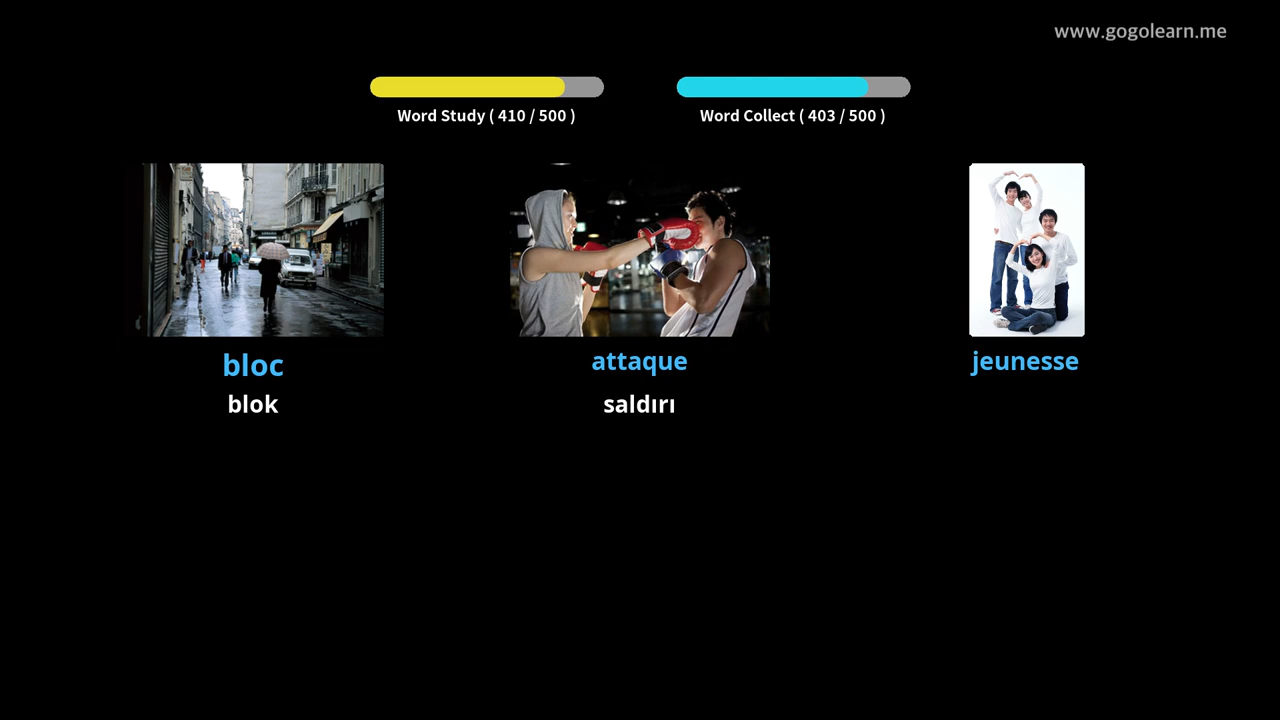 www.gogolearn.me
Word Study ( 410 / 500 )
Word Collect ( 403 / 500 )
bloc
attaque
jeunesse
blok
saldırı